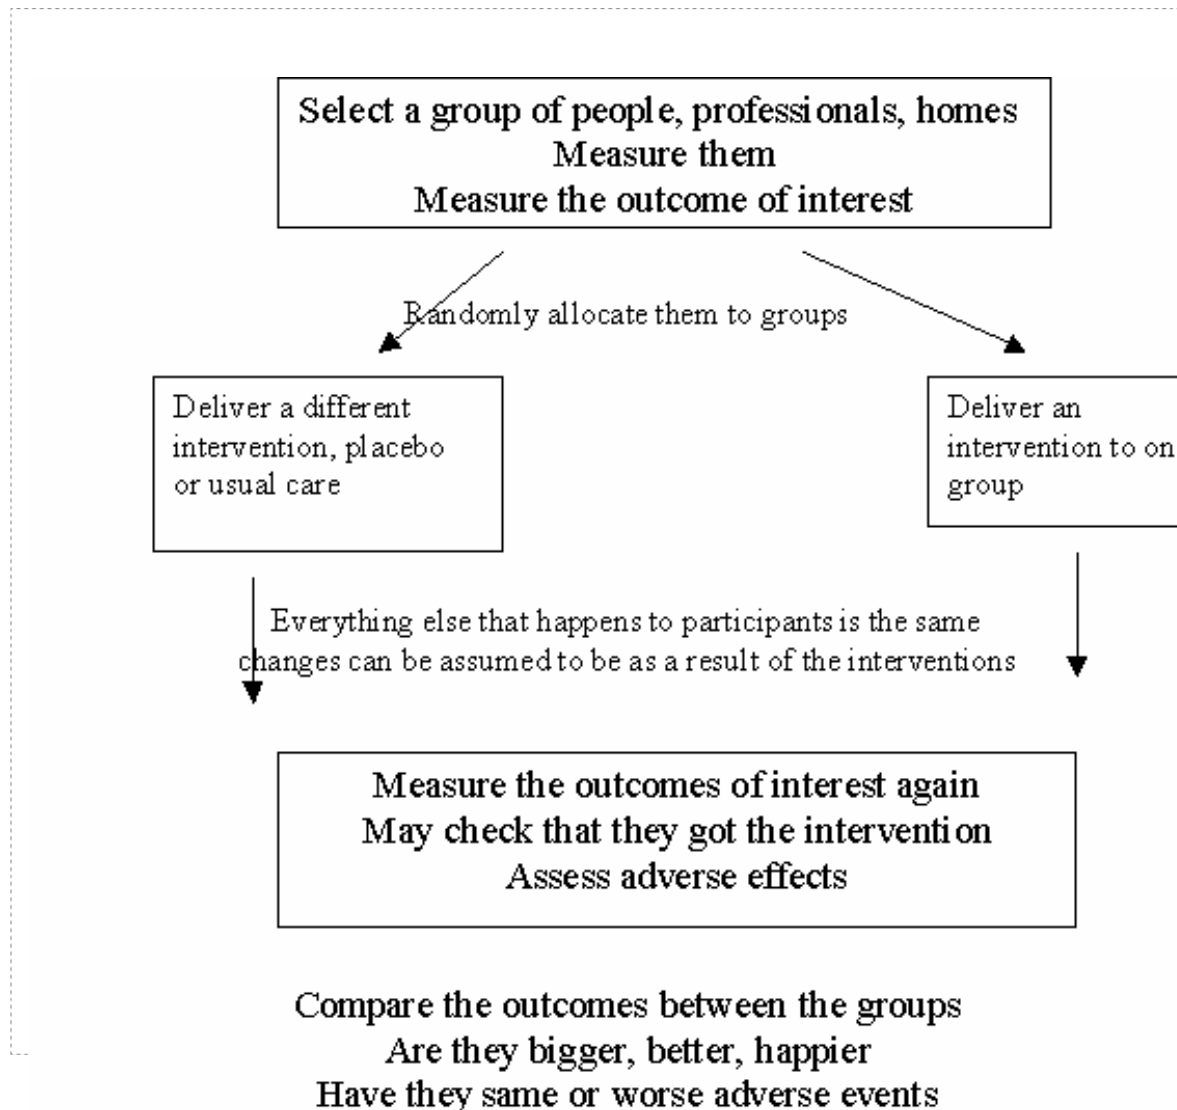 Select a group of people, professionals, homes
Measure them
Measure the outcome of interest
Randomly allocate them to groups
Deliver a different
intervention, placebo
or usual care
Deliver an
intervention to on
group
Everything else that happens to participants is the same
changes can be assumed to be as a result of the interventions
Measure the outcomes of interest again
May check that they got the intervention
Assess adverse effects
Compare the outcomes between the groups
Are they bigger, better, happier
Have they same or worse adverse events